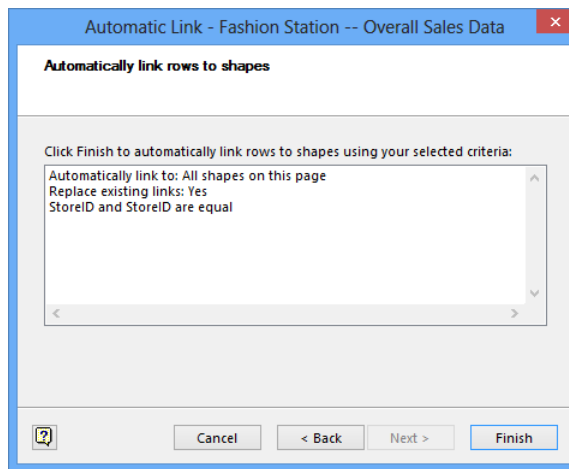 Automatic Link - Fashion Station -- Overall Sales Data
Automatically link rows to shapes
Click Finish to automatically link rows to shapes using your selected criteria:
Automatically link to: All shapes on this page
Replace existing links: Yes
StoreID and StoreID are equal
Cancel
< Back
Next >
Finish